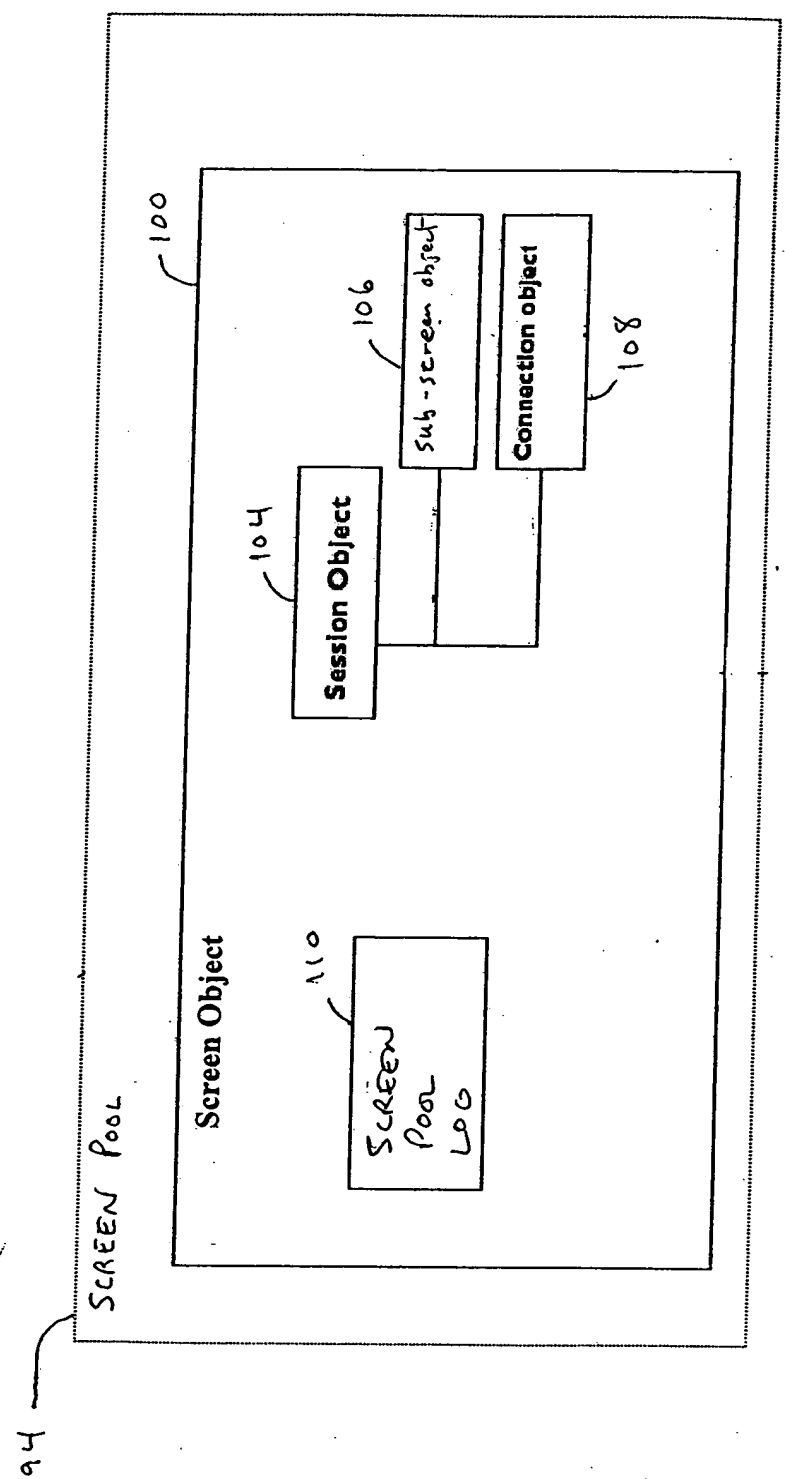 94
SCREEN POOL
100
Screen Object
110
SCREEN
POOL
LOG
104
Session Object
106
sub-screen object
Connection object
108